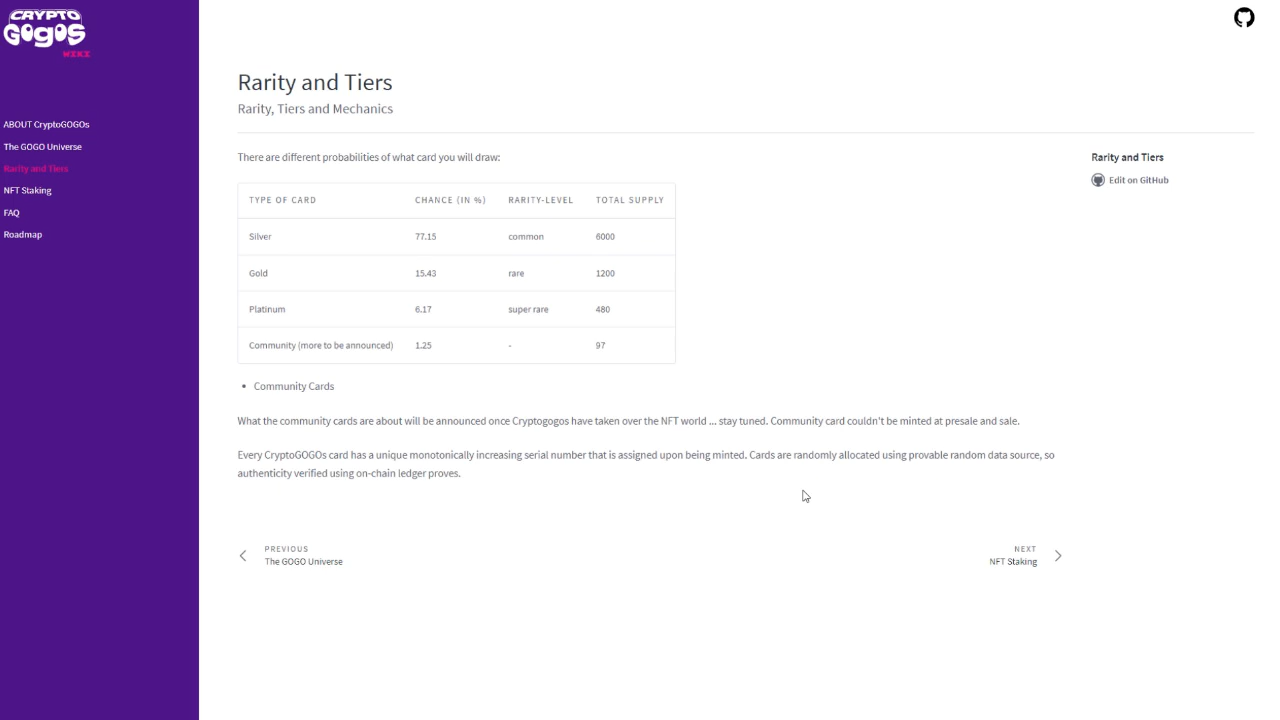 CRYPTO
GOGOS
WIKI
ABOUT CryptoGOGOs
The GOGO Universe
Rarity and Tiers
NFT Staking
FAQ
Roadmap
Rarity and Tiers
Rarity, Tiers and Mechanics
There are different probabilities of what card you will draw:
TYPE OF CARD CHANCE (IN %) RARITY-LEVEL TOTAL SUPPLY
Silver 77.15 common 6000
Gold 15.43 rare 1200
Platinum 6.17 super rare 480
Community (more to be announced) 1.25 - 97
• Community Cards
What the community cards are about will be announced once Cryptogogos have taken over the NFT world ... stay tuned. Community card couldn't be minted at presale and sale.
Every CryptoGOGOs card has a unique monotonically increasing serial number that is assigned upon being minted. Cards are randomly allocated using provable random data source, so
authenticity verified using on-chain ledger proves.
PREVIOUS
The GOGO Universe
NEXT
NFT Staking
Rarity and Tiers
Edit on GitHub